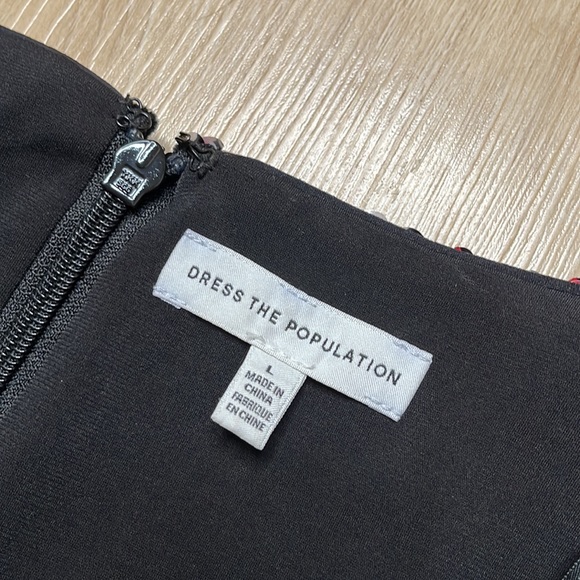 DRESS THE POPULATION
L
MADE IN
CHINA
FABRIQUE
EN CHINE